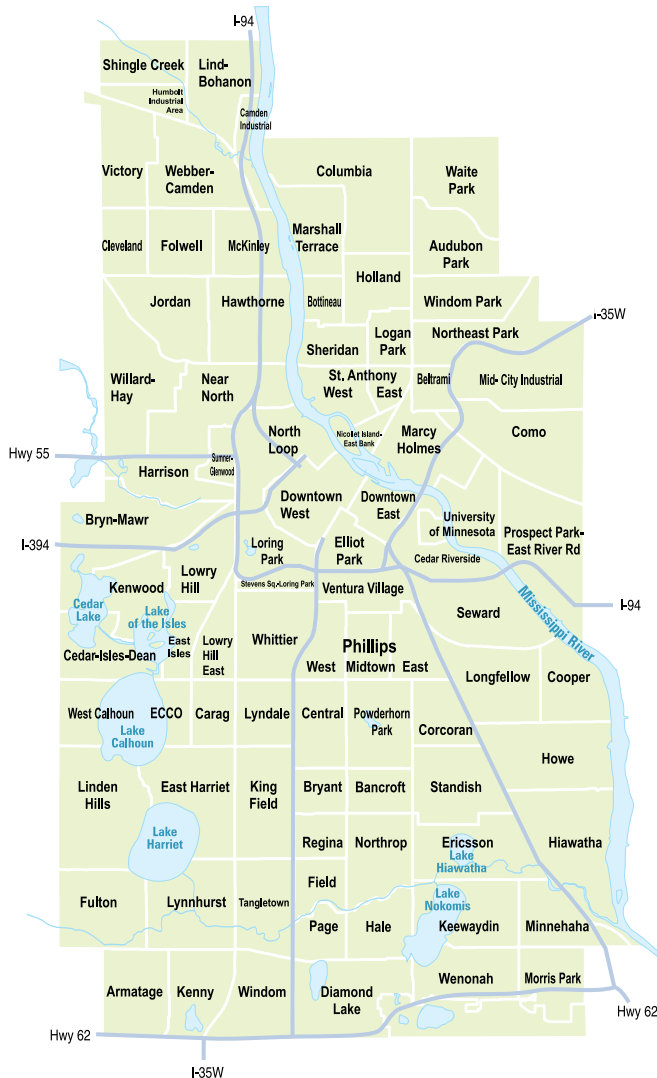 I-94
Shingle Creek
Lind-
Bohanon
Humbolt
Industrial
Area
Camden
Industrial
Victory
Webber-
Camden
Columbia
Waite
Park
Cleveland
Folwell
McKinley
Marshall
Terrace
Audubon
Park
Holland
Jordan
Hawthorne
Bottineau
Windom Park
I-35W
Logan
Park
Northeast Park
Sheridan
Willard-
Hay
Near
North
St. Anthony
West
East
Beltrami
Mid- City Industrial
North
Loop
Nicollet Island-
East Bank
Marcy
Holmes
Como
Hwy 55
Harrison
Sumner-
Glenwood
Downtown
West
Downtown
East
University
of Minnesota
Prospect Park-
East River Rd
Bryn-Mawr
I-394
Loring
Park
Elliot
Park
Cedar Riverside
Kenwood
Lowry
Hill
Stevens Sq.-Loring Park
Ventura Village
I-94
Cedar
Lake
Lake
of the Isles
Seward
Mississippi River
Cedar-Isles-Dean
East
Isles
Lowry
Hill
East
Whittier
Phillips
West
Midtown
East
Longfellow
Cooper
West Calhoun
ECCO
Carag
Lyndale
Central
Powderhorn
Park
Corcoran
Lake
Calhoun
Howe
Linden
Hills
East Harriet
King
Field
Bryant
Bancroft
Standish
Lake
Harriet
Regina
Northrop
Ericsson
Hiawatha
Lake
Hiawatha
Field
Fulton
Lynnhurst
Tangletown
Lake
Nokomis
Page
Hale
Keewaydin
Minnehaha
Armatage
Kenny
Windom
Diamond
Lake
Wenonah
Morris Park
Hwy 62
Hwy 62
I-35W